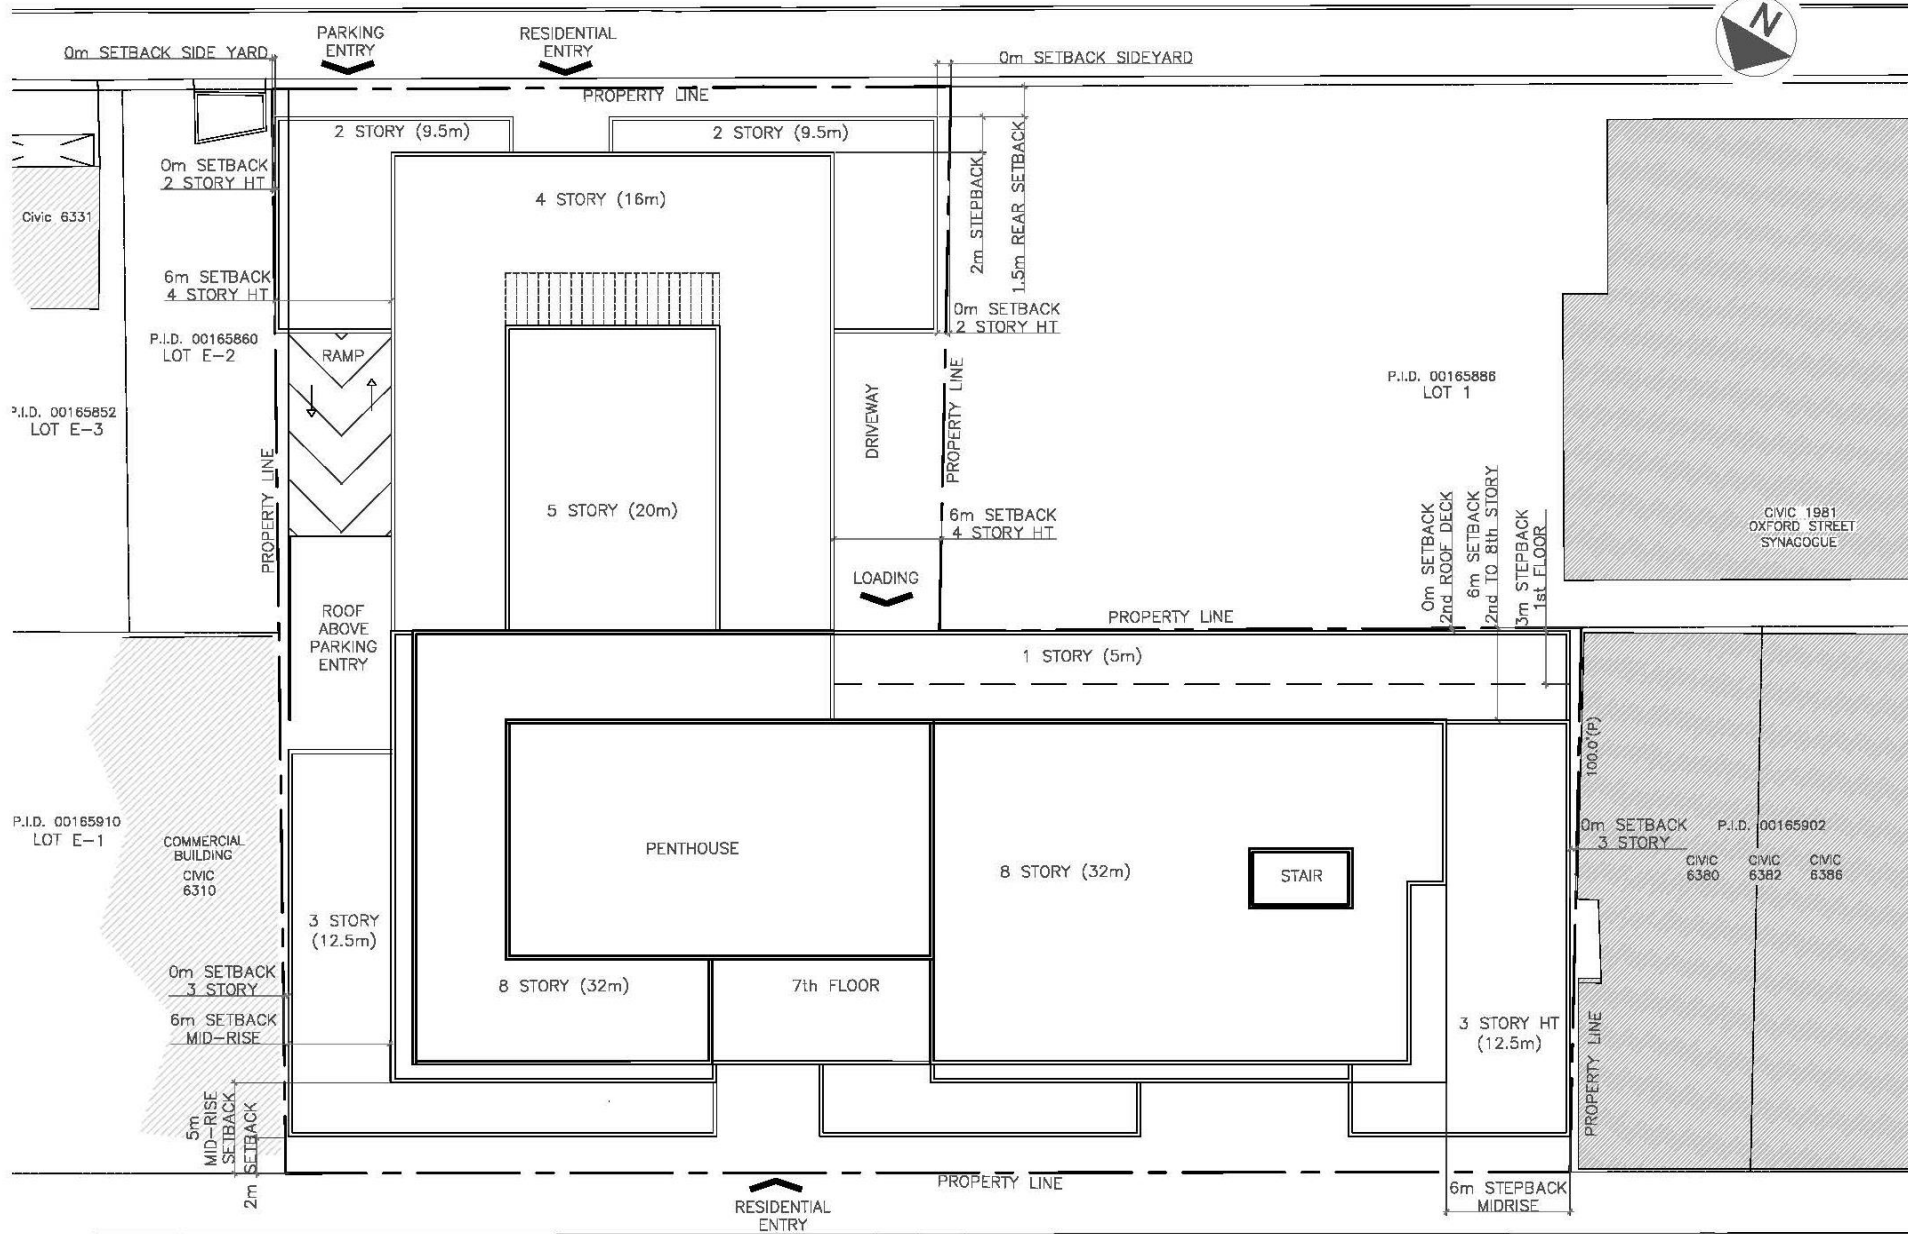 N
PARKING
ENTRY
RESIDENTIAL
ENTRY
0m SETBACK SIDE YARD
0m SETBACK SIDEYARD
PROPERTY LINE
2 STORY (9.5m)
2 STORY (9.5m)
0m SETBACK
2 STORY HT
Civic 6331
4 STORY (16m)
2m STEPBACK
1.5m REAR SETBACK
6m SETBACK
4 STORY HT
0m SETBACK
2 STORY HT
P.I.D. 00165860
LOT E-2
RAMP
P.I.D. 00165852
LOT E-3
DRIVEWAY
PROPERTY LINE
P.I.D. 00165886
LOT 1
PROPERTY LINE
5 STORY (20m)
6m SETBACK
4 STORY HT
0m SETBACK
2nd ROOF DECK
6m SETBACK
2nd TO 8th STORY
3m STEPBACK
1st FLOOR
CIVIC 1981
OXFORD STREET
SYNAGOGUE
LOADING
ROOF
ABOVE
PARKING
ENTRY
PROPERTY LINE
1 STORY (5m)
100.0'(P)
P.I.D. 00165910
LOT E-1
COMMERCIAL
BUILDING
CIVIC
6310
PENTHOUSE
8 STORY (32m)
STAIR
0m SETBACK
3 STORY
P.I.D. 00165902
CIVIC
6380
CIVIC
6382
CIVIC
6386
3 STORY
(12.5m)
0m SETBACK
3 STORY
8 STORY (32m)
7th FLOOR
6m SETBACK
MID-RISE
3 STORY HT
(12.5m)
PROPERTY LINE
5m
MID-RISE
SETBACK
2m SETBACK
PROPERTY LINE
6m STEPBACK
MIDRISE
RESIDENTIAL
ENTRY